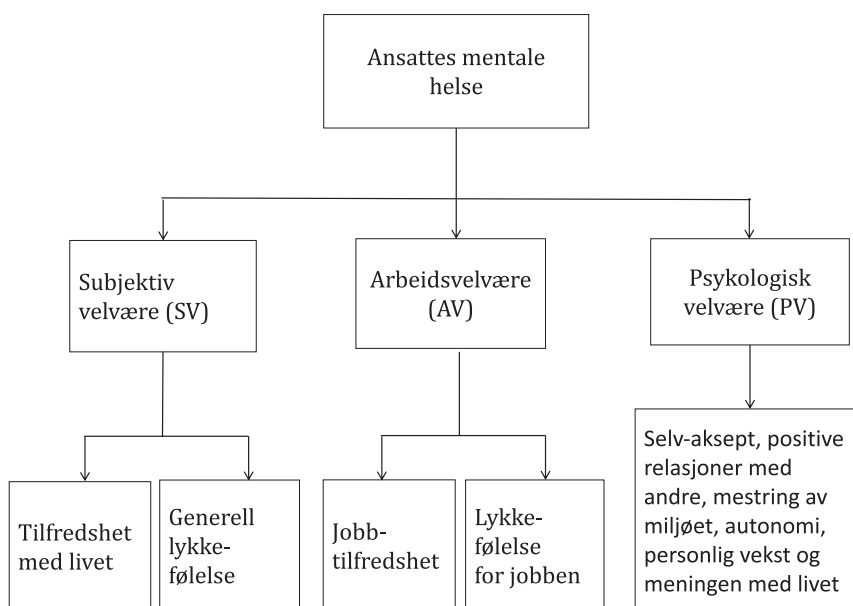 Ansattes mentale
helse
Subjektiv
velvære (SV)
Arbeidsvelvære
(AV)
Psykologisk
velvære (PV)
Tilfredshet
med livet
Generell
lykke-
følelse
Jobb-
tilfredshet
Lykke-
følelse
for jobben
Selv-aksept, positive
relasjoner med
andre, mestring av
miljøet, autonomi,
personlig vekst og
meningen med livet